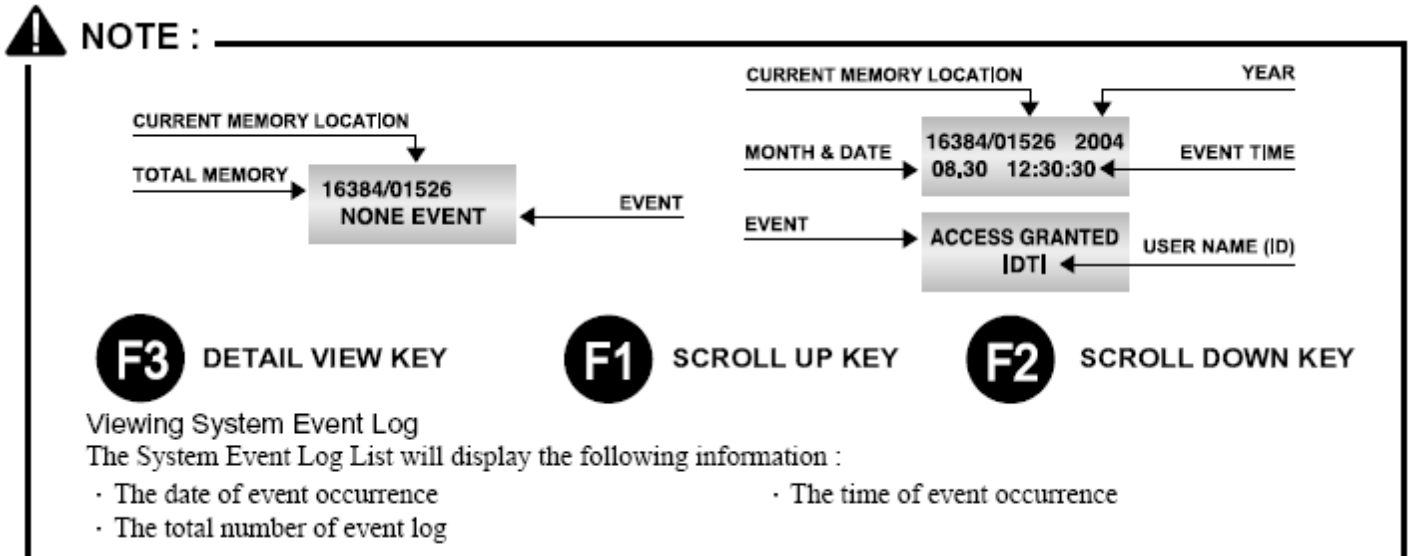 NOTE :
CURRENT MEMORY LOCATION
TOTAL MEMORY
16384/01526
NONE EVENT
EVENT
CURRENT MEMORY LOCATION
YEAR
MONTH & DATE
16384/01526 2004
08.30 12:30:30
EVENT TIME
EVENT
ACCESS GRANTED
IDTI
USER NAME (ID)
F3 DETAIL VIEW KEY
F1 SCROLL UP KEY
F2 SCROLL DOWN KEY
Viewing System Event Log
The System Event Log List will display the following information :
· The date of event occurrence
· The time of event occurrence
· The total number of event log